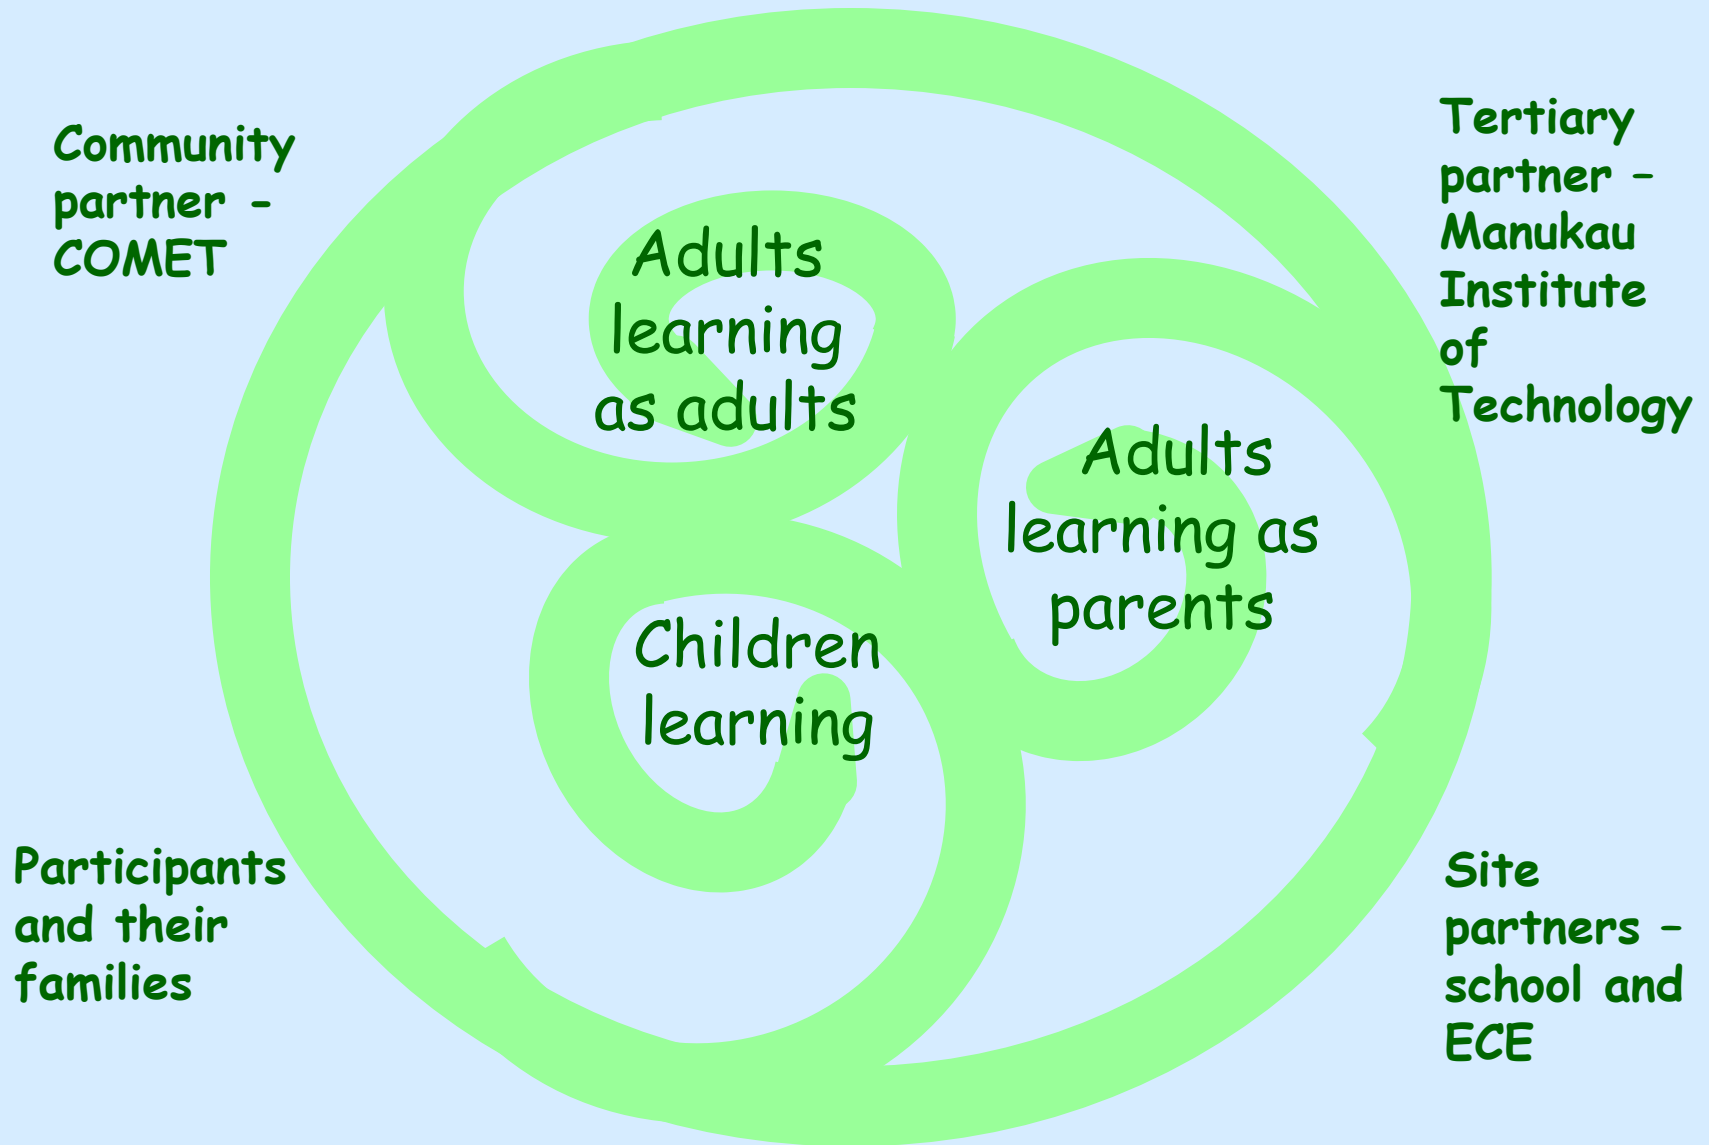 Community
partner -
COMET
Tertiary
partner –
Manukau
Institute
of
Technology
Adults
learning
as adults
Adults
learning as
parents
Children
learning
Participants
and their
families
Site
partners –
school and
ECE